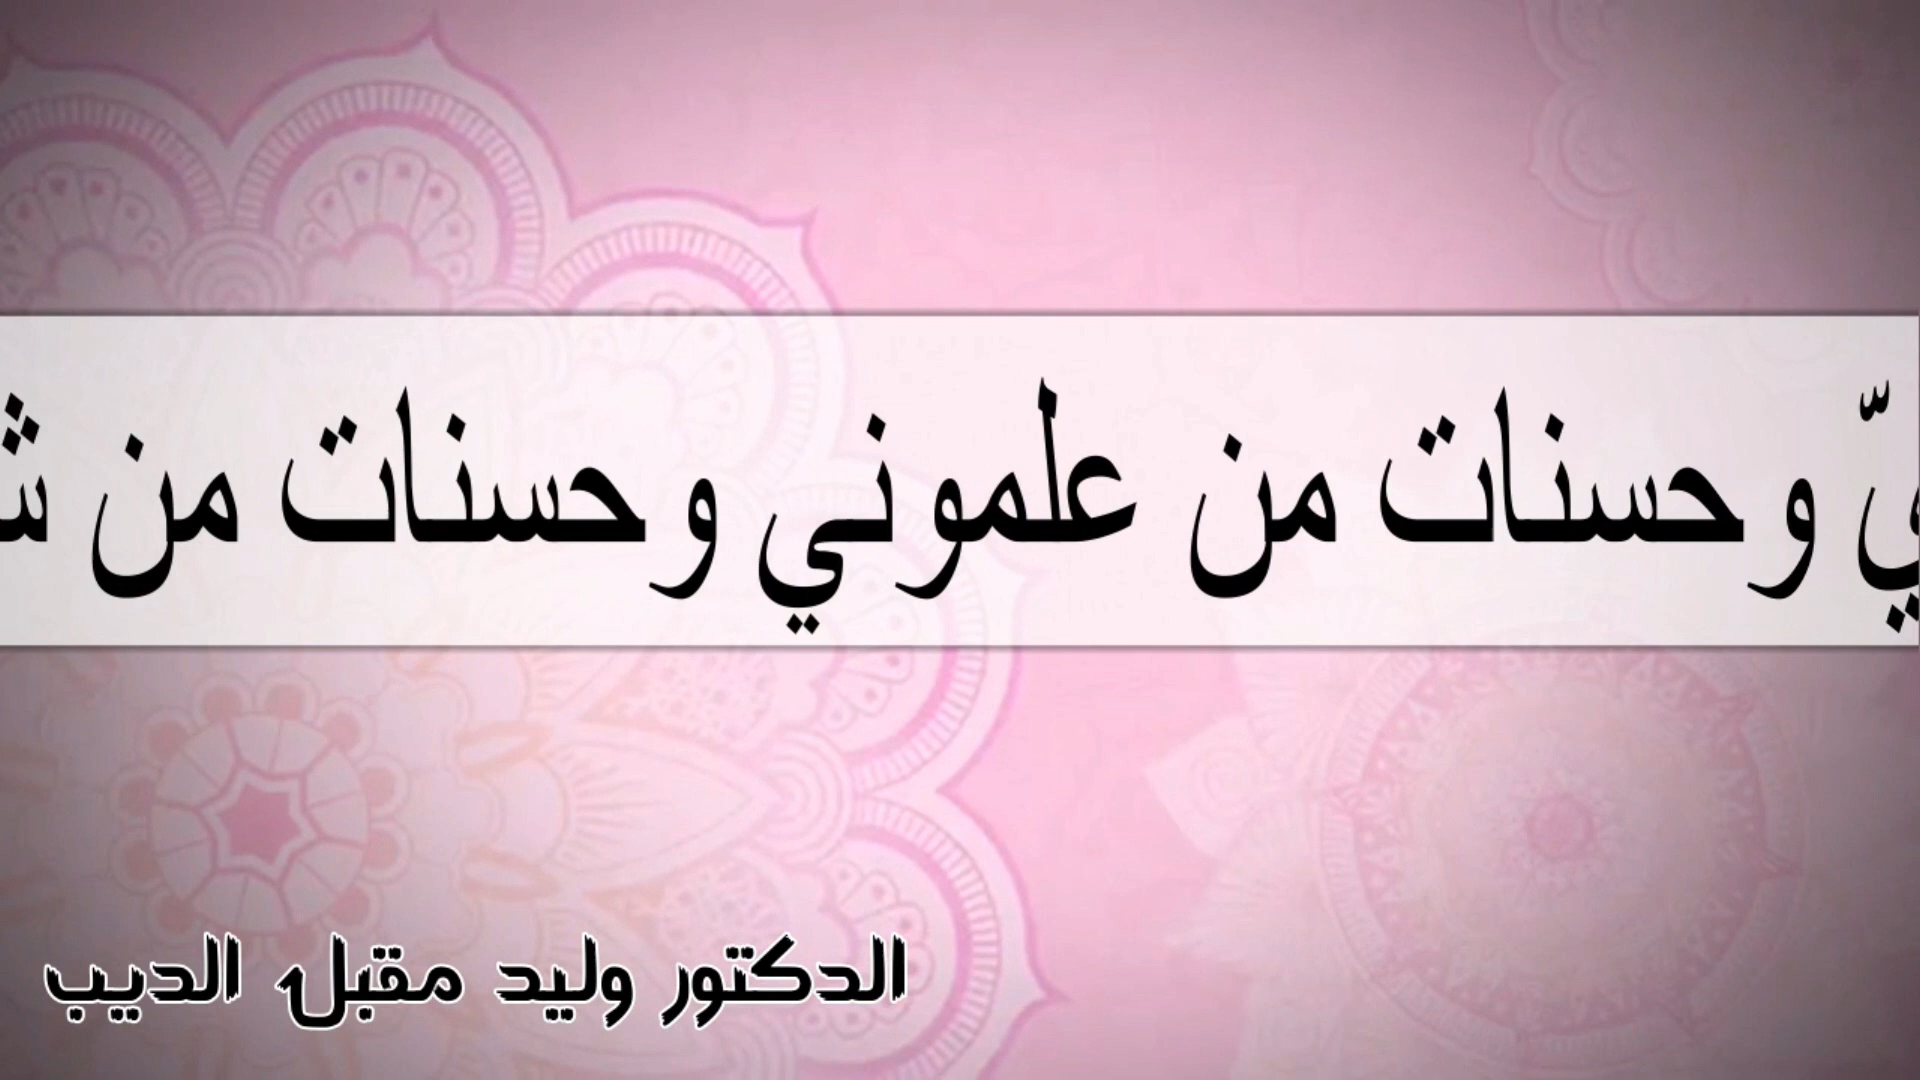 وحسنات من علموني وحسنات من
الدكتور وليد مقبل الديب